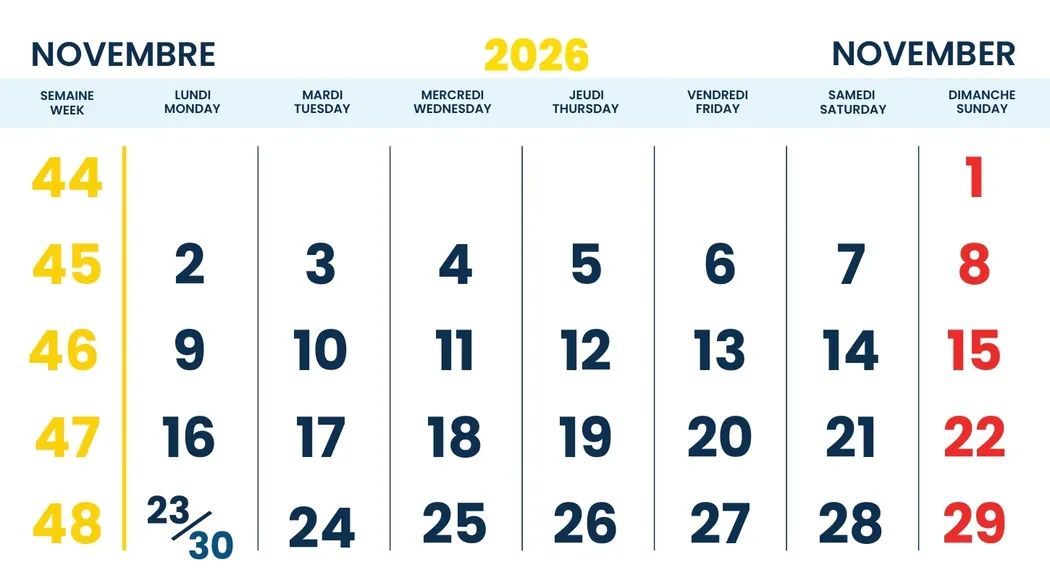 NOVEMBRE 2026 NOVEMBER
SEMAINE LUNDI MARDI MERCREDI JEUDI VENDREDI SAMEDI DIMANCHE
WEEK MONDAY TUESDAY WEDNESDAY THURSDAY FRIDAY SATURDAY SUNDAY
44 1
45 2 3 4 5 6 7 8
46 9 10 11 12 13 14 15
47 16 17 18 19 20 21 22
48 23/30 24 25 26 27 28 29